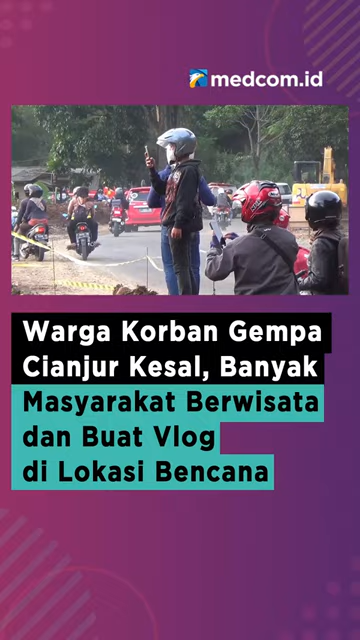 medcom.id
Warga Korban Gempa
Cianjur Kesal, Banyak
Masyarakat Berwisata
dan Buat Vlog
di Lokasi Bencana